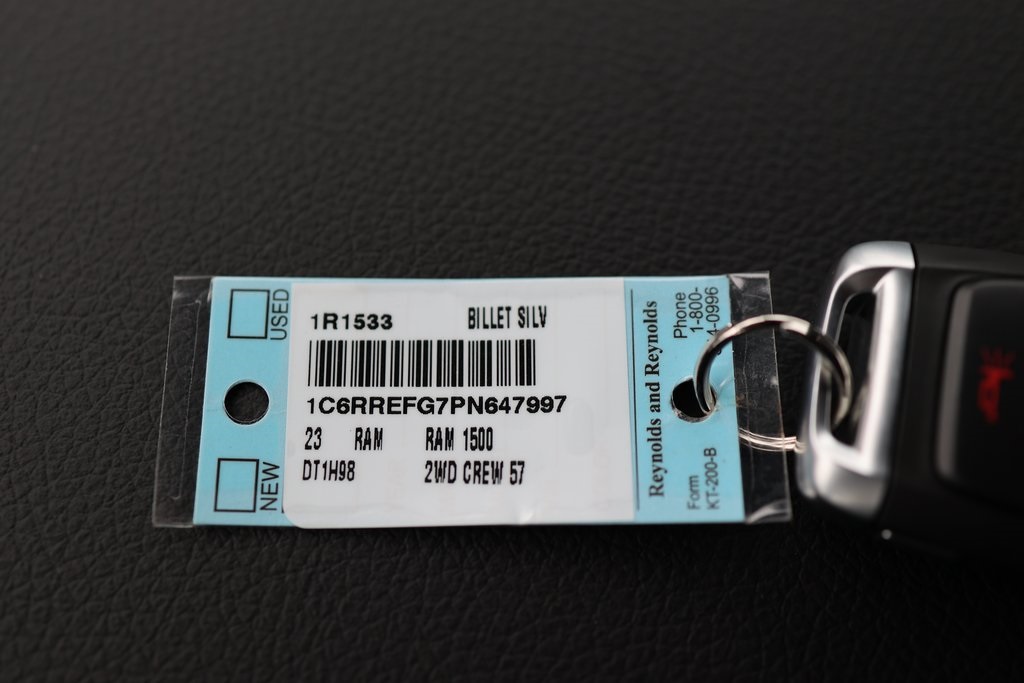 USED
NEW
1R1533 BILLET SILV
1C6RREFG7PN647997
23 RAM RAM 1500
DT1H98 2WD CREW 57
Reynolds and Reynolds
Phone
1-800-
4-0996
Form
KT-200-B